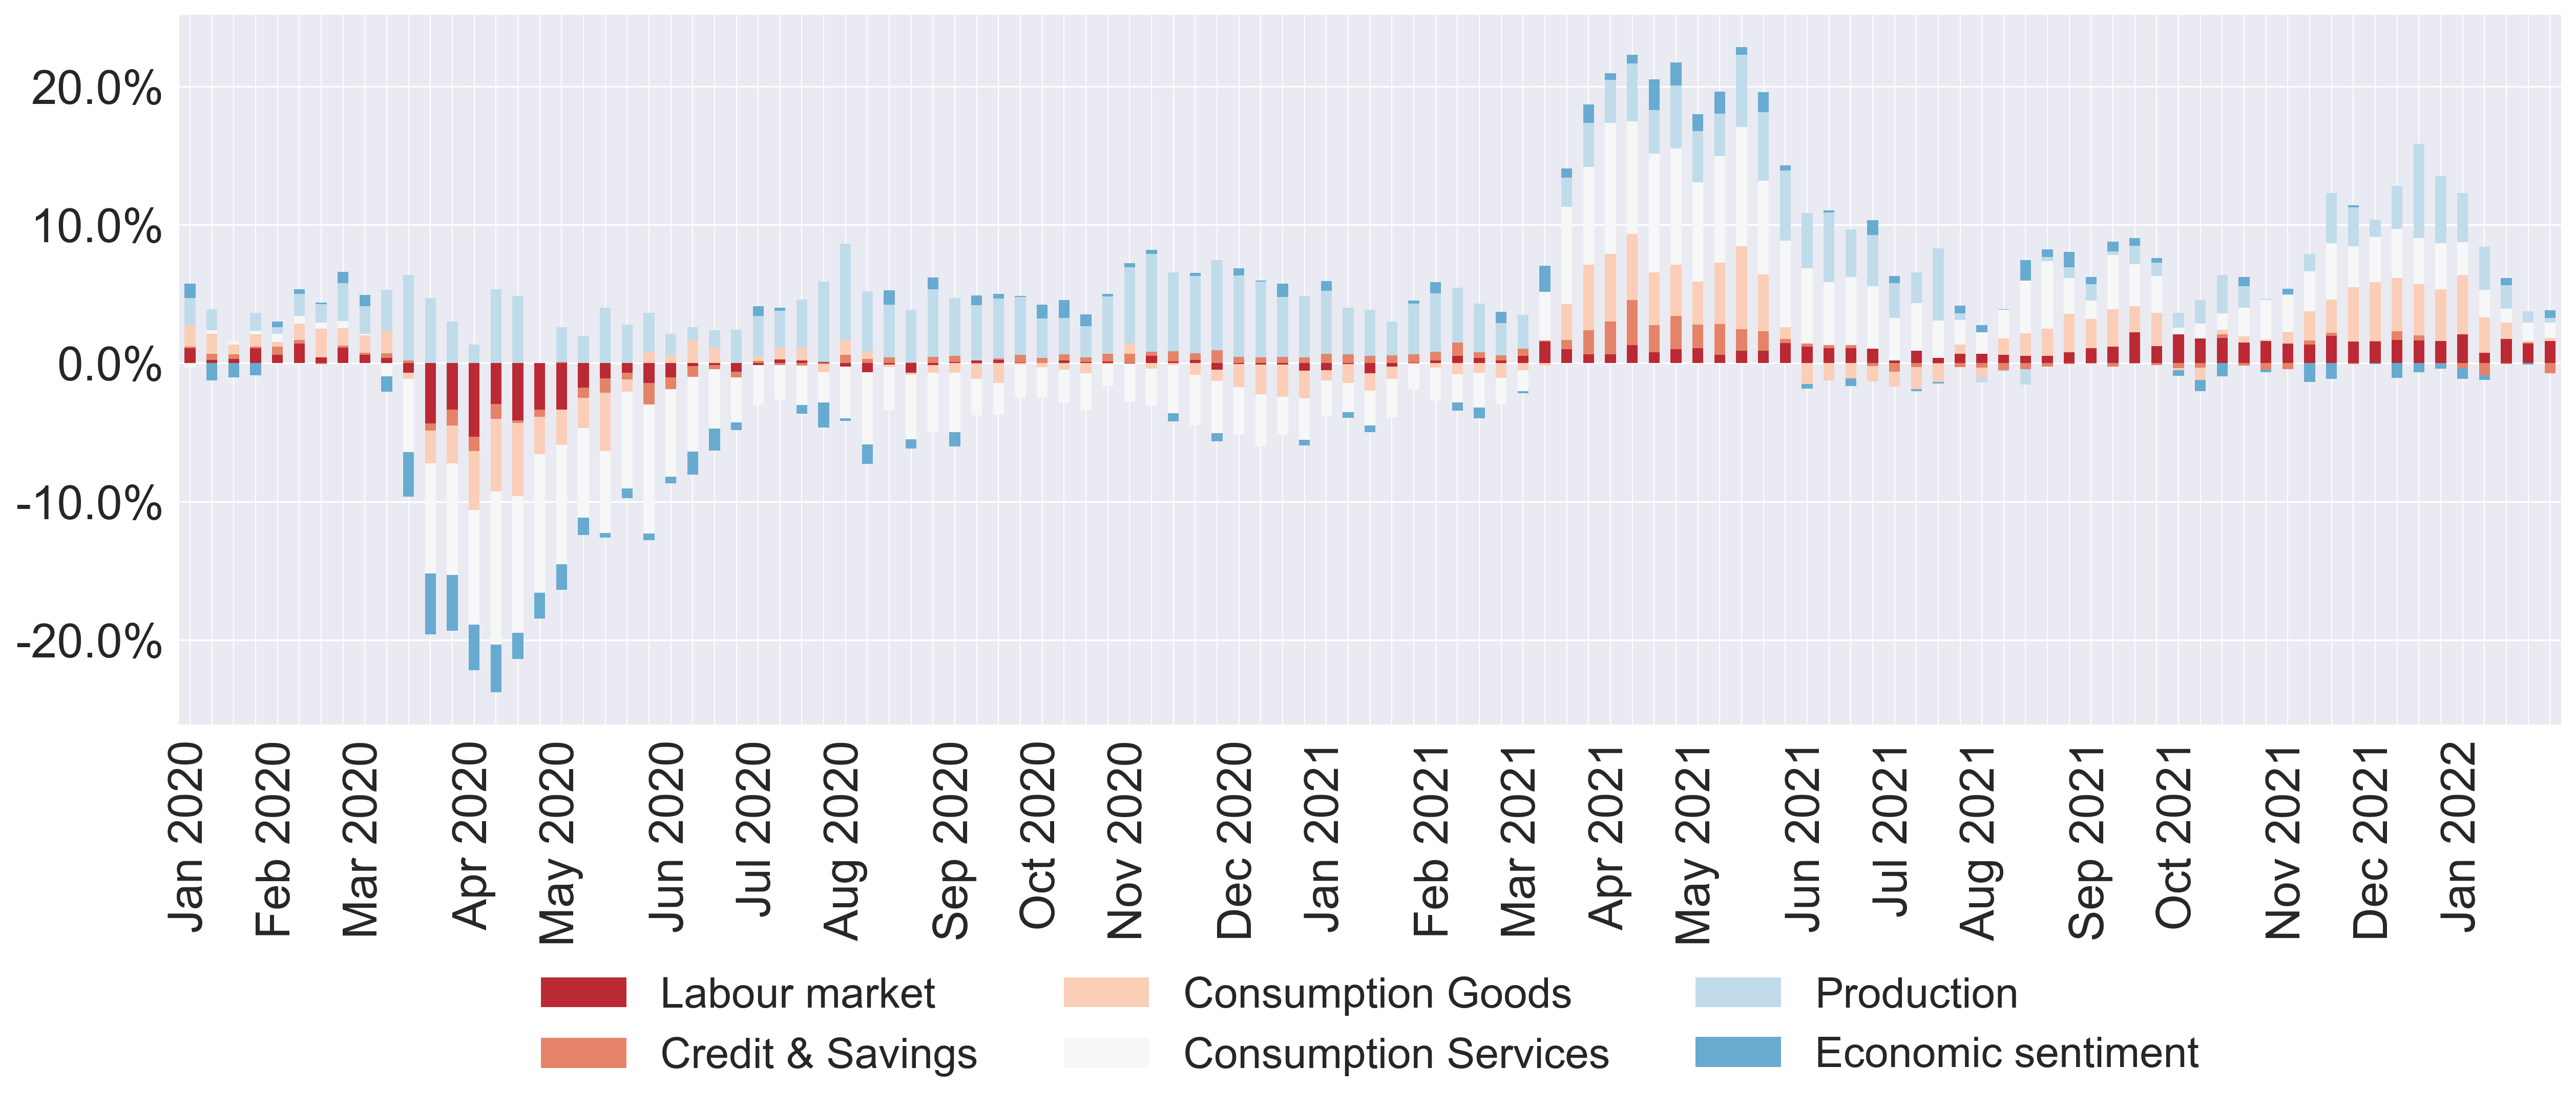 20.0%
10.0%
0.0%
-10.0%
-20.0%
Jan 2020
Feb 2020
Mar 2020
Apr 2020
May 2020
Jun 2020
Jul 2020
Aug 2020
Sep 2020
Oct 2020
Nov 2020
Dec 2020
Jan 2021
Feb 2021
Mar 2021
Apr 2021
May 2021
Jun 2021
Jul 2021
Aug 2021
Sep 2021
Oct 2021
Nov 2021
Dec 2021
Jan 2022
Labour market
Consumption Goods
Production
Credit & Savings
Consumption Services
Economic sentiment